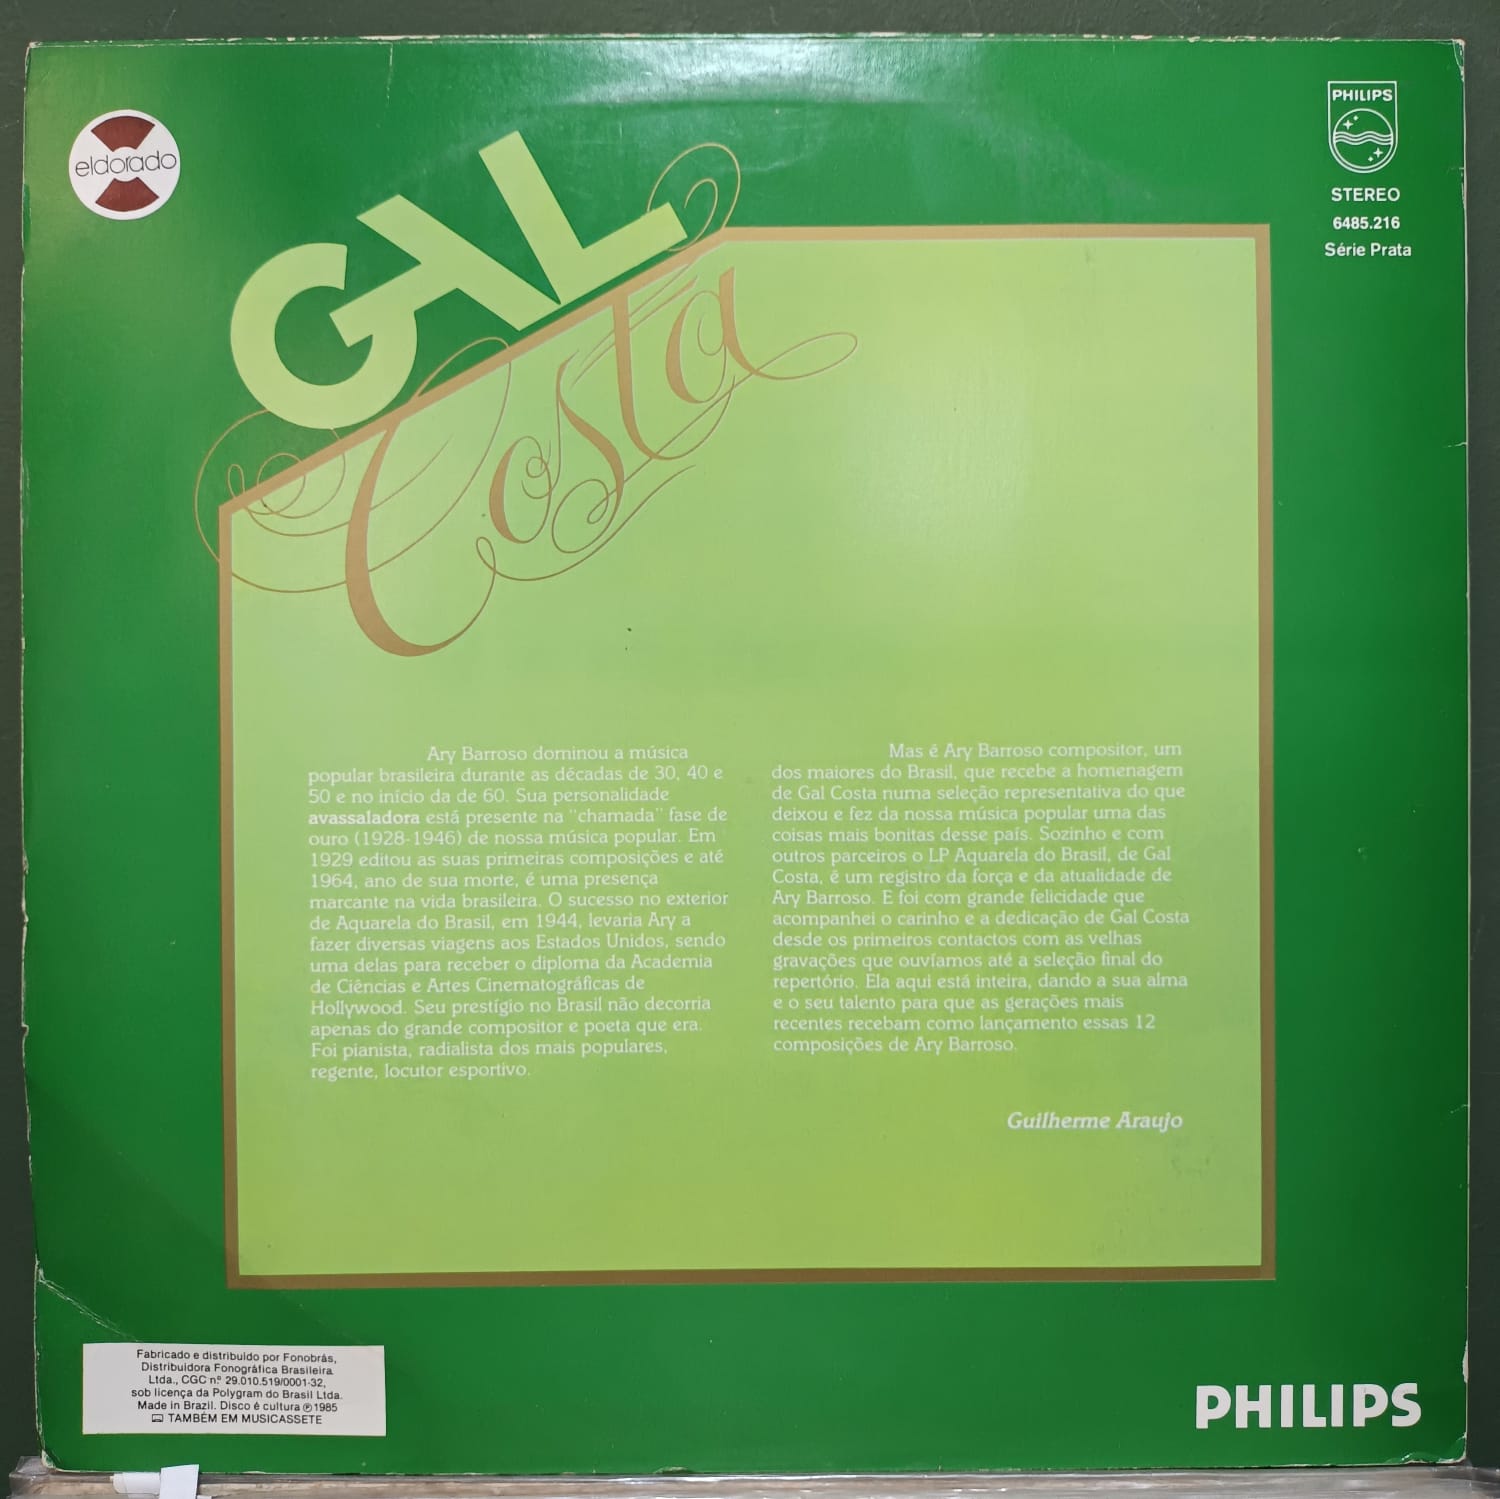 eldorado
PHILIPS
STEREO
6485.216
Série Prata
GAL
Costa
Ary Barroso dominou a música
popular brasileira durante as décadas de 30, 40 e
50 e no início da de 60. Sua personalidade
avassaladora está presente na "chamada" fase de
ouro (1928-1946) de nossa música popular. Em
1929 editou as suas primeiras composições e até
1964, ano de sua morte, é uma presença
marcante na vida brasileira. O sucesso no exterior
de Aquarela do Brasil, em 1944, levaria Ary a
fazer diversas viagens aos Estados Unidos, sendo
uma delas para receber o diploma da Academia
de Ciências e Artes Cinematográficas de
Hollywood. Seu prestígio no Brasil não decorria
apenas do grande compositor e poeta que era.
Foi pianista, radialista dos mais populares,
regente, locutor esportivo.
Mas é Ary Barroso compositor, um
dos maiores do Brasil, que recebe a homenagem
de Gal Costa numa seleção representativa do que
deixou e fez da nossa música popular uma das
coisas mais bonitas desse país. Sozinho e com
outros parceiros o LP Aquarela do Brasil, de Gal
Costa, é um registro da força e da atualidade de
Ary Barroso. E foi com grande felicidade que
acompanhei o carinho e a dedicação de Gal Costa
desde os primeiros contactos com as velhas
gravações que ouvíamos até a seleção final do
repertório. Ela aqui está inteira, dando a sua alma
e o seu talento para que as gerações mais
recentes recebam como lançamento essas 12
composições de Ary Barroso.
Guilherme Araujo
Fabricado e distribuído por Fonobrás,
Distribuidora Fonográfica Brasileira
Ltda., CGC n.º 29.010.519/0001-32,
sob licença da Polygram do Brasil Ltda.
Made in Brazil. Disco é cultura ℗ 1985
TAMBÉM EM MUSICASSETE
PHILIPS